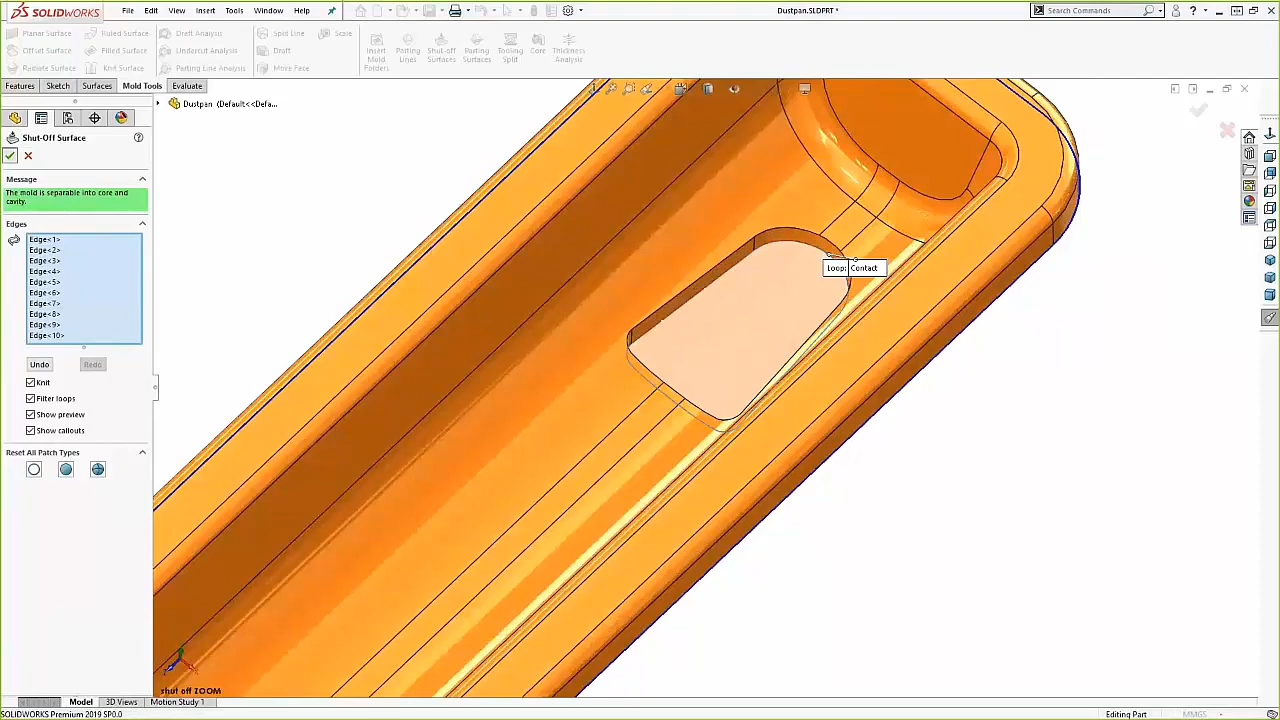 SOLIDWORKS
File Edit View Insert Tools Window Help
Dustpan.SLDPRT *
Search Commands
Planar Surface Ruled Surface Draft Analysis Split Line Scale
Offset Surface Filled Surface Undercut Analysis Draft
Radiate Surface Knit Surface Parting Line Analysis Move Face
Insert Mold Folders
Parting Lines
Shut-off Surfaces
Parting Surfaces
Tooling Split
Core
Thickness Analysis
Features Sketch Surfaces Mold Tools Evaluate
Dustpan (Default<<Defa...
Shut-Off Surface
Message
The mold is separable into core and
cavity.
Edges
Edge<1>
Edge<2>
Edge<3>
Edge<4>
Edge<5>
Edge<6>
Edge<7>
Edge<8>
Edge<9>
Edge<10>
Undo Redo
Knit
Filter loops
Show preview
Show callouts
Reset All Patch Types
Loop: Contact
shut off ZOOM
Model 3D Views Motion Study 1
SOLIDWORKS Premium 2019 SP0.0
Editing Part
MMGS